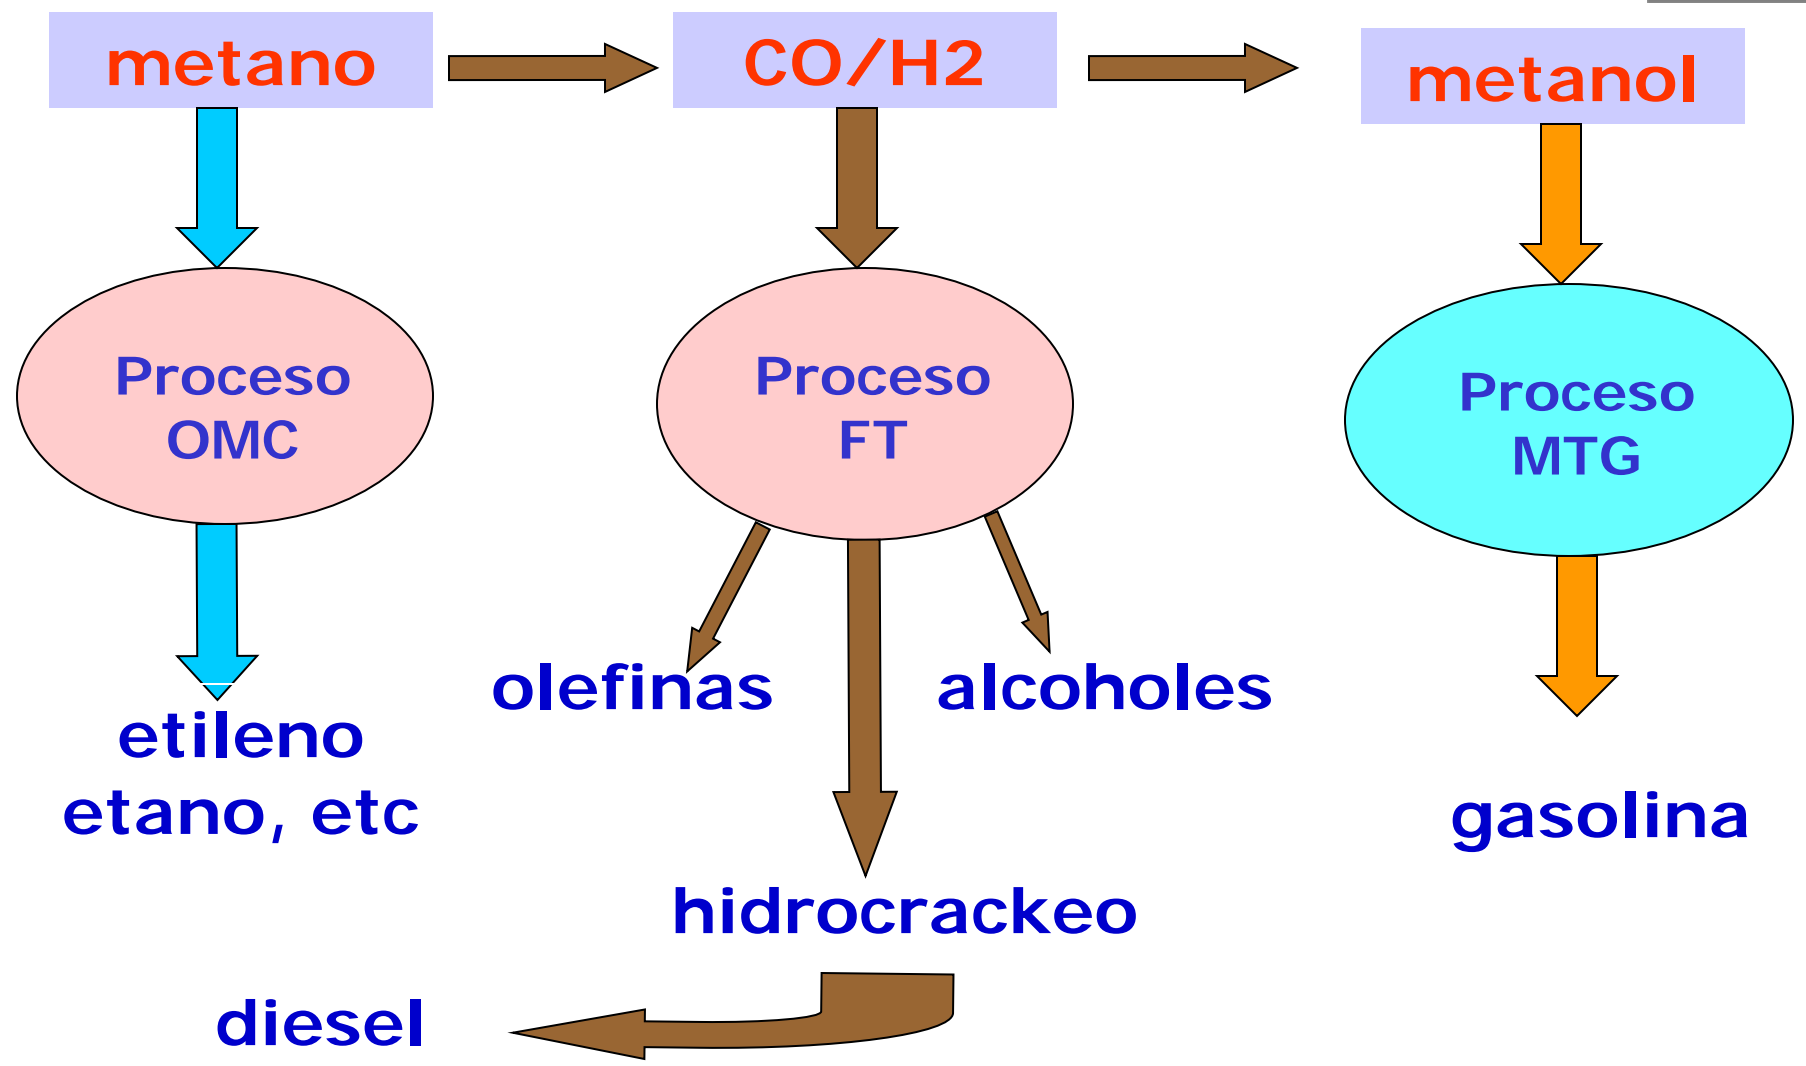 metano
CO/H2
metanol
Proceso
OMC
Proceso
FT
Proceso
MTG
olefinas
alcoholes
etileno
etano, etc
gasolina
hidrocrackeo
diesel